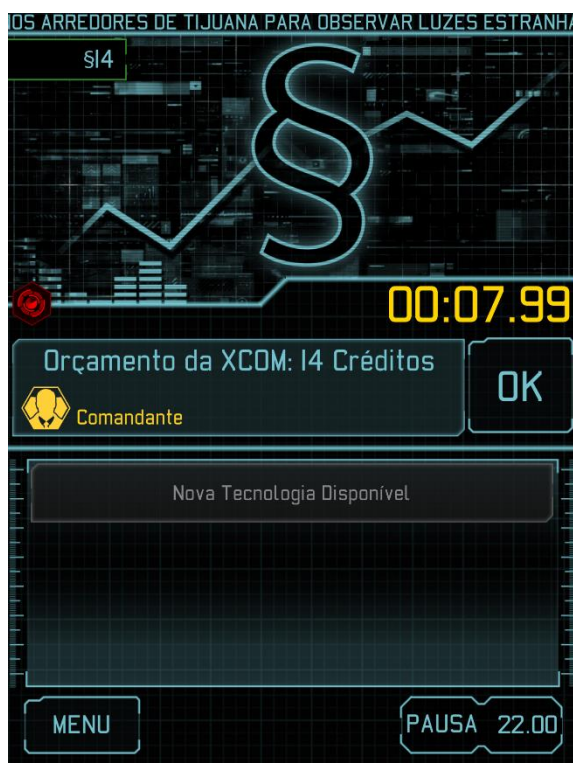 IOS ARREDORES DE TIJUANA PARA OBSERVAR LUZES ESTRANHA
§14
§
00:07.99
Orçamento da XCOM: 14 Créditos
OK
Comandante
Nova Tecnologia Disponível
MENU
PAUSA 22.00